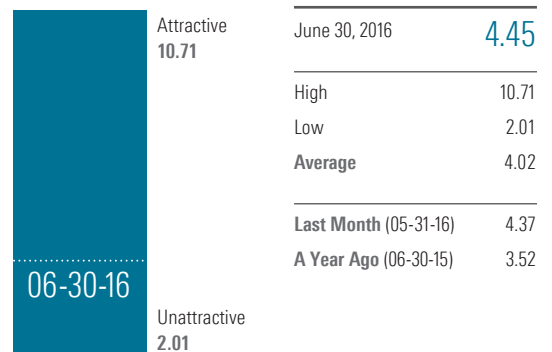 Attractive
10.71
06-30-16
Unattractive
2.01
June 30, 2016 4.45
High 10.71
Low 2.01
Average 4.02
Last Month (05-31-16) 4.37
A Year Ago (06-30-15) 3.52